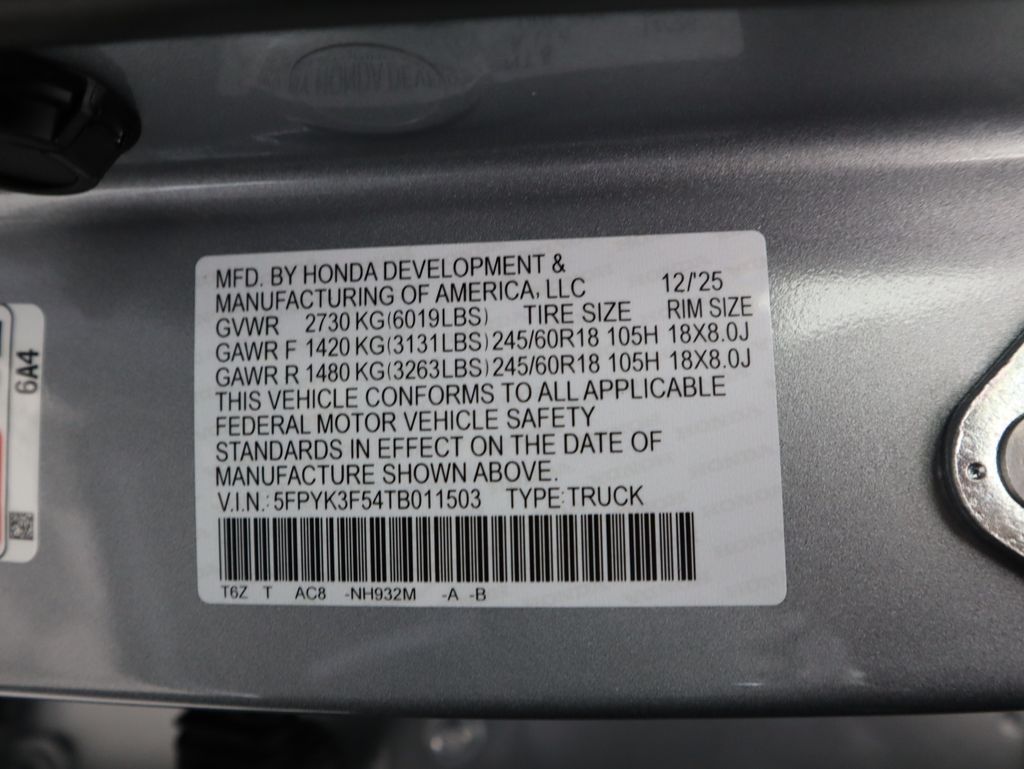 MFD. BY HONDA DEVELOPMENT &
MANUFACTURING OF AMERICA, LLC 12/'25
GVWR 2730 KG (6019LBS) TIRE SIZE RIM SIZE
GAWR F 1420 KG (3131LBS) 245/60R18 105H 18X8.0J
GAWR R 1480 KG (3263LBS) 245/60R18 105H 18X8.0J
THIS VEHICLE CONFORMS TO ALL APPLICABLE
FEDERAL MOTOR VEHICLE SAFETY
STANDARDS IN EFFECT ON THE DATE OF
MANUFACTURE SHOWN ABOVE.
V.I.N.: 5FPYK3F54TB011503 TYPE: TRUCK
T6Z T AC8 -NH932M -A -B
6A4